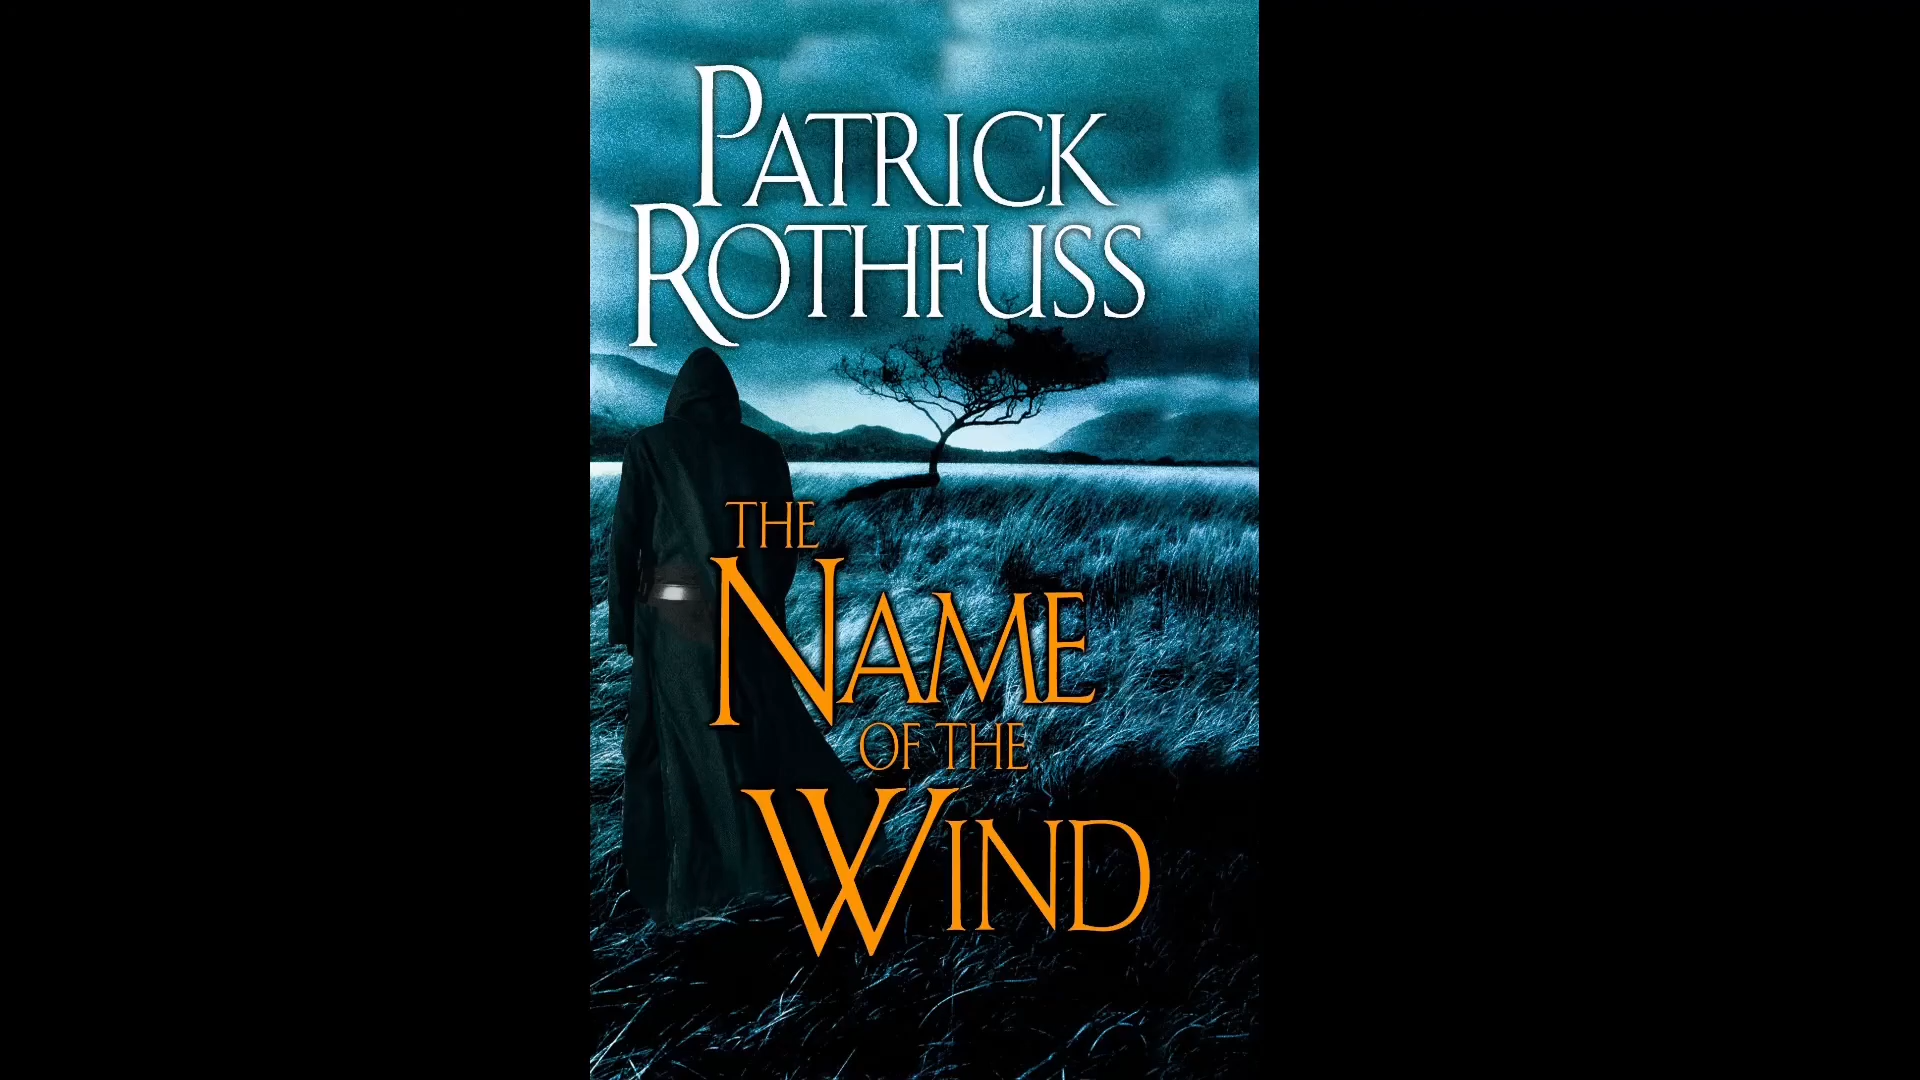 PATRICK
ROTHFUSS
THE
NAME
OF THE
WIND